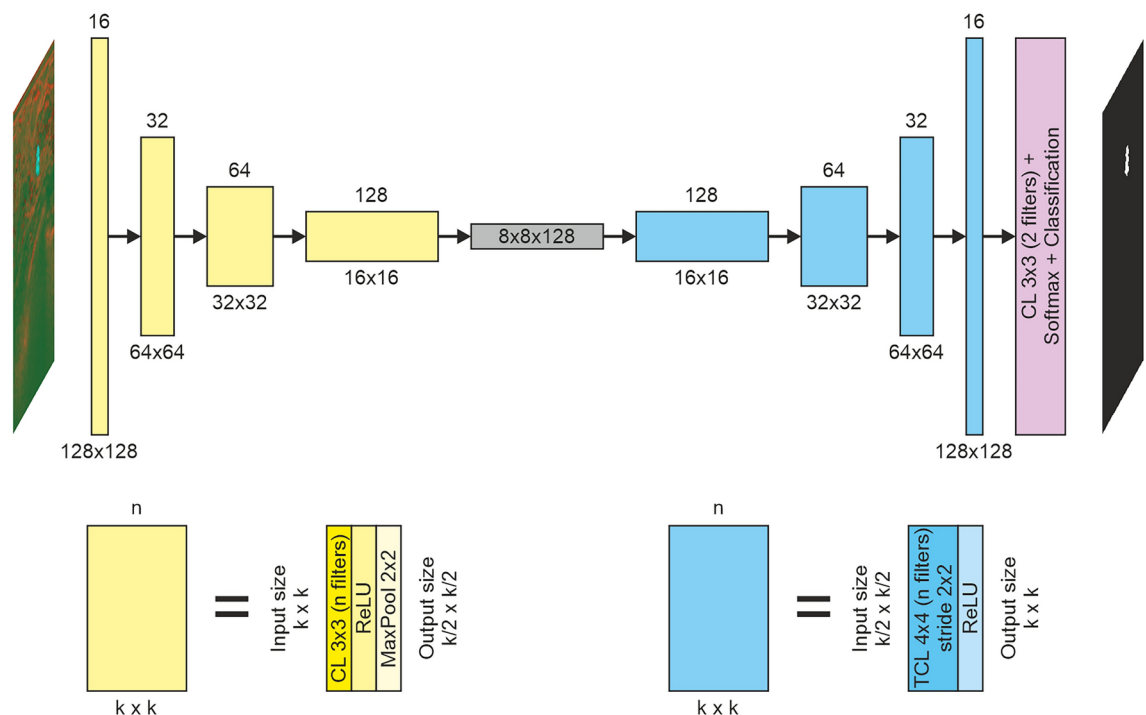 16
32
64
128
8x8x128
128
64
32
16
128x128
64x64
32x32
16x16
16x16
32x32
64x64
128x128
CL 3x3 (2 filters) +
Softmax + Classification
n
k x k
=
Input size
k x k
CL 3x3 (n filters)
ReLU
MaxPool 2x2
Output size
k/2 x k/2
n
k x k
=
Input size
k/2 x k/2
TCL 4x4 (n filters)
stride 2x2
ReLU
Output size
k x k